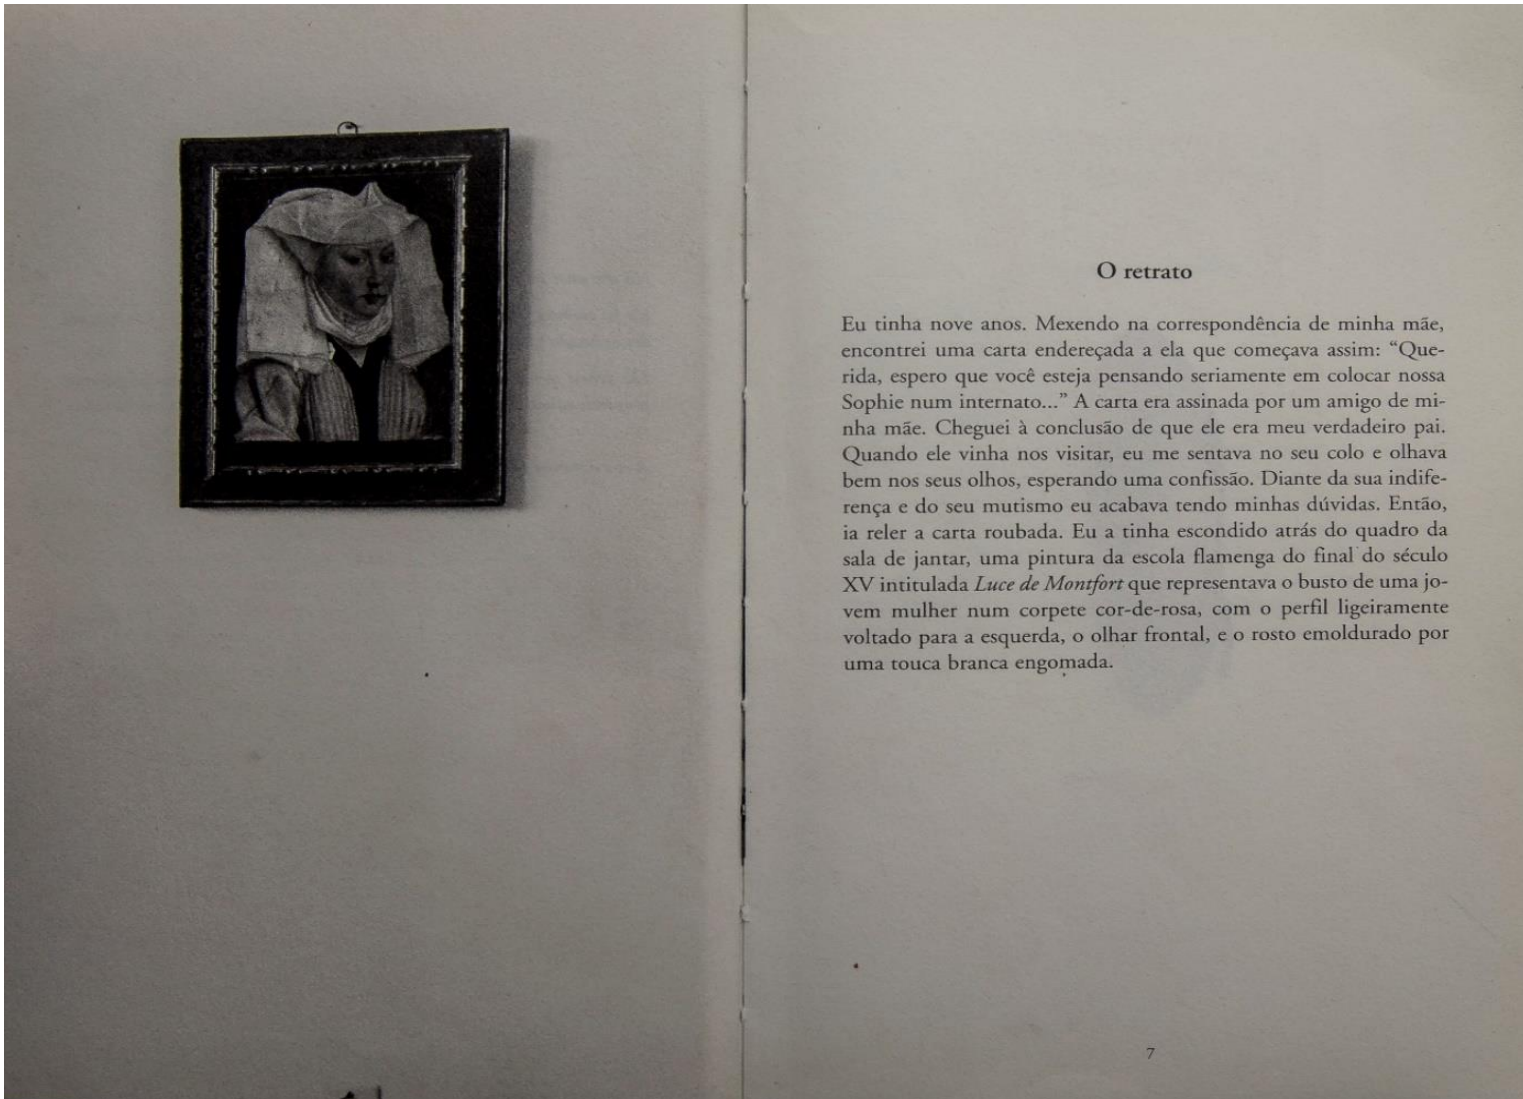 O retrato
Eu tinha nove anos. Mexendo na correspondência de minha mãe,
encontrei uma carta endereçada a ela que começava assim: “Que-
rida, espero que você esteja pensando seriamente em colocar nossa
Sophie num internato...” A carta era assinada por um amigo de mi-
nha mãe. Cheguei à conclusão de que ele era meu verdadeiro pai.
Quando ele vinha nos visitar, eu me sentava no seu colo e olhava
bem nos seus olhos, esperando uma confissão. Diante da sua indife-
rença e do seu mutismo eu acabava tendo minhas dúvidas. Então,
ia reler a carta roubada. Eu a tinha escondido atrás do quadro da
sala de jantar, uma pintura da escola flamenga do final do século
XV intitulada Luce de Montfort que representava o busto de uma jo-
vem mulher num corpete cor-de-rosa, com o perfil ligeiramente
voltado para a esquerda, o olhar frontal, e o rosto emoldurado por
uma touca branca engomada.
7